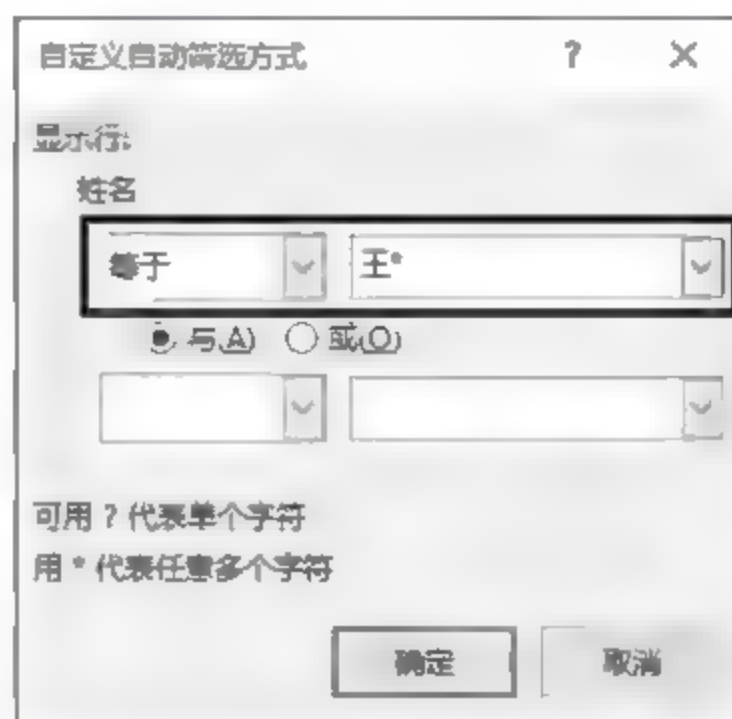 自定义自动筛选方式 ? ×
显示行:
姓名
等于 王*
与(A) 或(O)
可用 ? 代表单个字符
用 * 代表任意多个字符
确定 取消